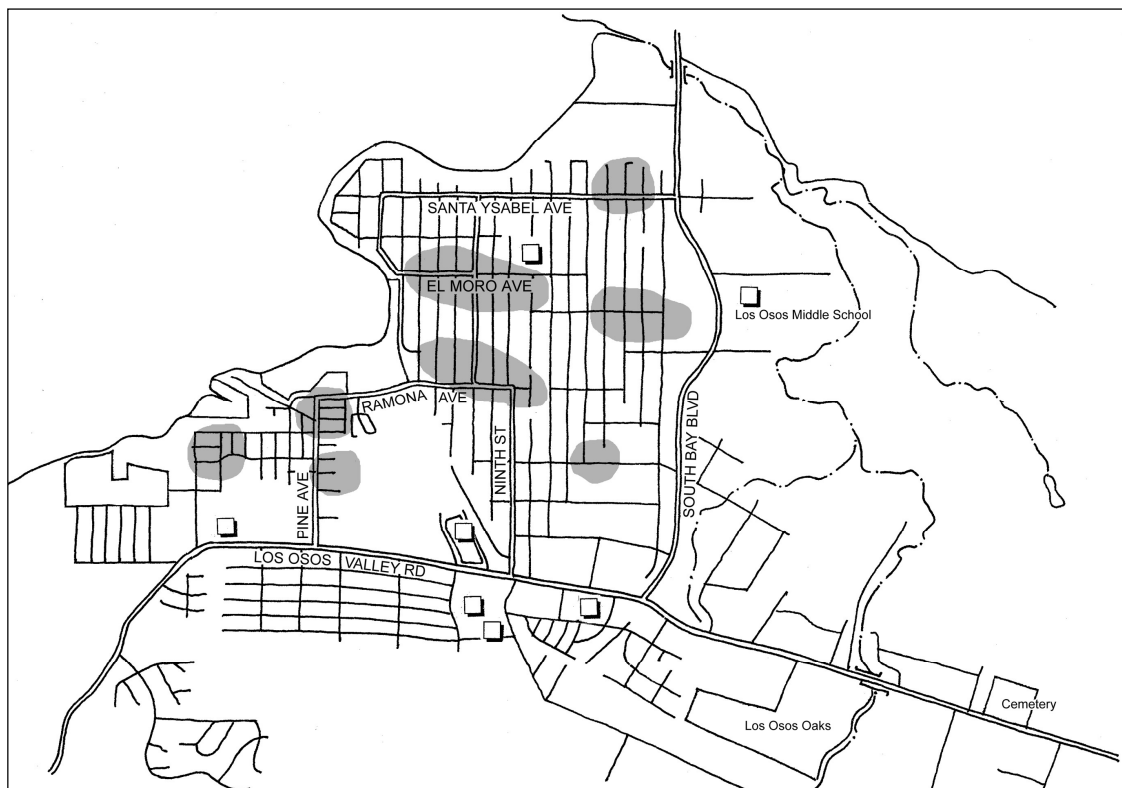 SANTA YSABEL AVE
EL MORO AVE
Los Osos Middle School
RAMONA AVE
SOUTH BAY BLVD
NINTH ST
PINE AVE
LOS OSOS VALLEY RD
Cemetery
Los Osos Oaks